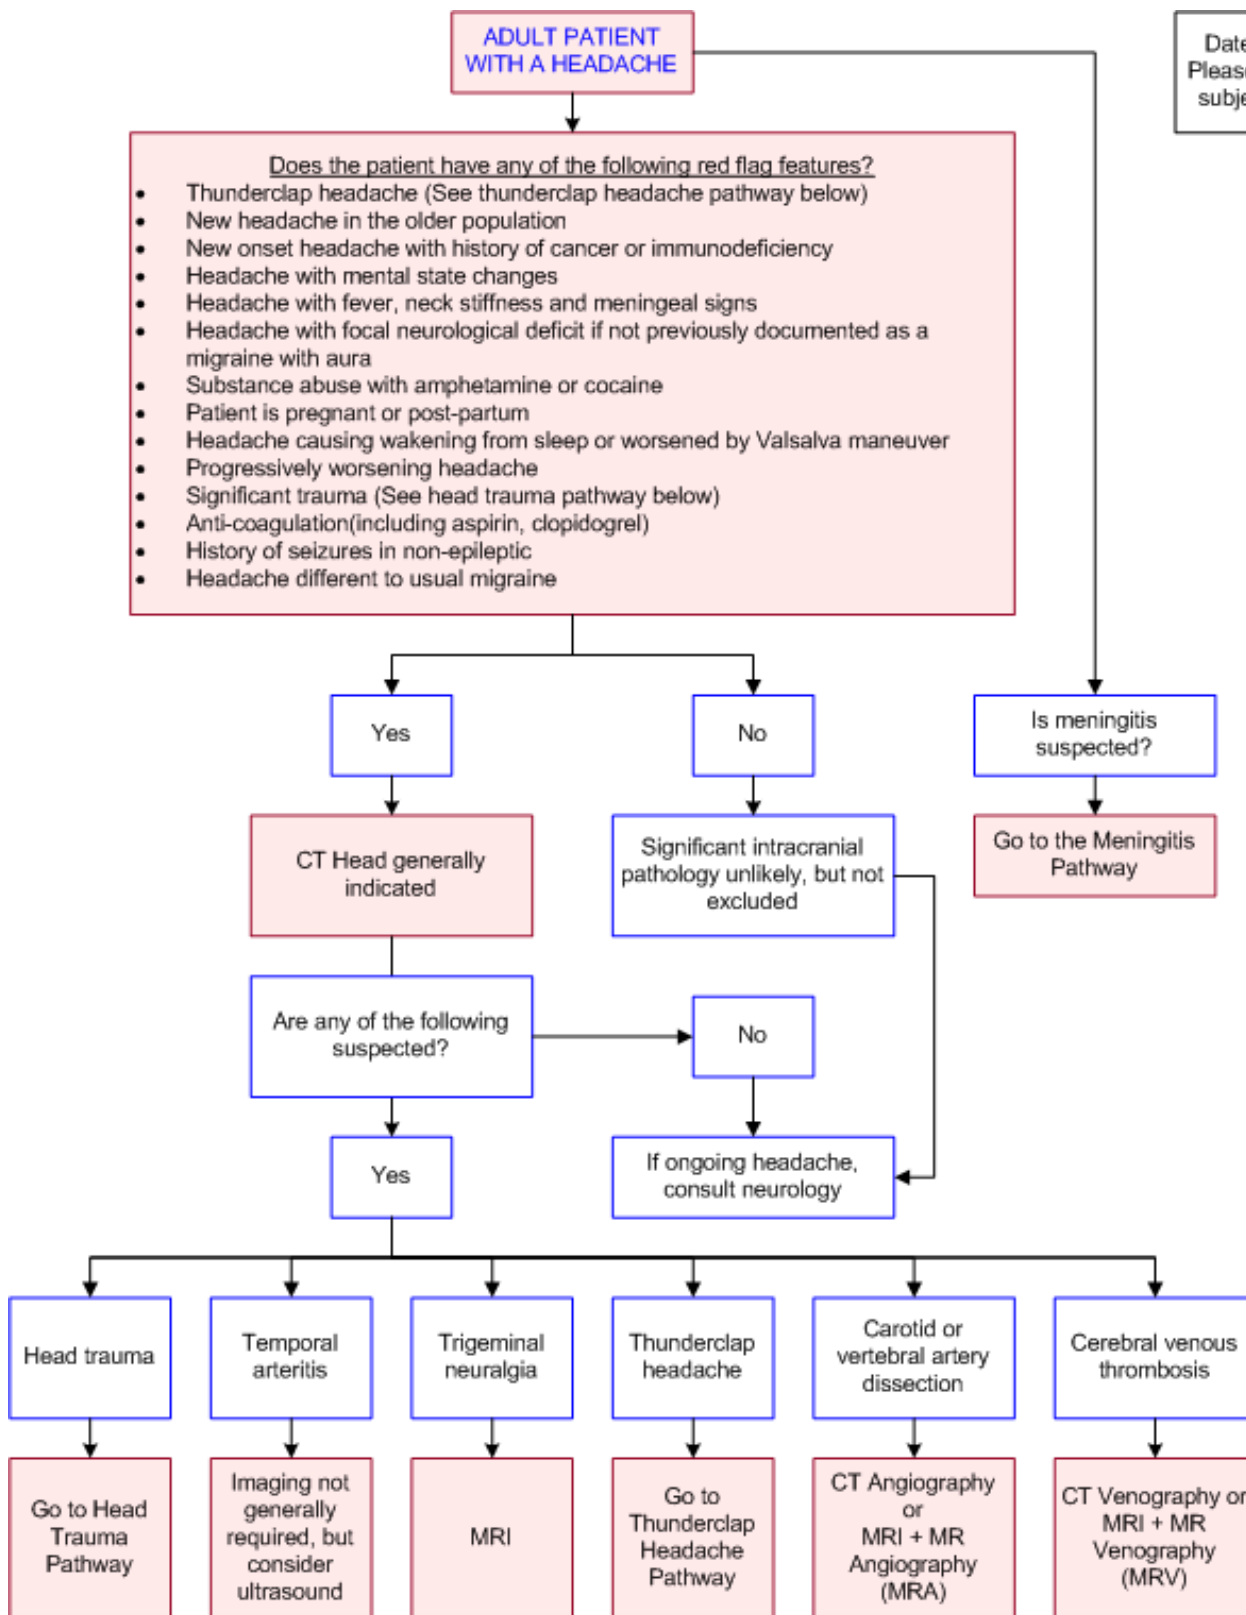 ADULT PATIENT
WITH A HEADACHE
Date
Please
subje
Does the patient have any of the following red flag features?
• Thunderclap headache (See thunderclap headache pathway below)
• New headache in the older population
• New onset headache with history of cancer or immunodeficiency
• Headache with mental state changes
• Headache with fever, neck stiffness and meningeal signs
• Headache with focal neurological deficit if not previously documented as a
migraine with aura
• Substance abuse with amphetamine or cocaine
• Patient is pregnant or post-partum
• Headache causing wakening from sleep or worsened by Valsalva maneuver
• Progressively worsening headache
• Significant trauma (See head trauma pathway below)
• Anti-coagulation(including aspirin, clopidogrel)
• History of seizures in non-epileptic
• Headache different to usual migraine
Yes
No
Is meningitis
suspected?
CT Head generally
indicated
Significant intracranial
pathology unlikely, but not
excluded
Go to the Meningitis
Pathway
Are any of the following
suspected?
No
Yes
If ongoing headache,
consult neurology
Head trauma
Temporal
arteritis
Trigeminal
neuralgia
Thunderclap
headache
Carotid or
vertebral artery
dissection
Cerebral venous
thrombosis
Go to Head
Trauma
Pathway
Imaging not
generally
required, but
consider
ultrasound
MRI
Go to
Thunderclap
Headache
Pathway
CT Angiography
or
MRI + MR
Angiography
(MRA)
CT Venography or
MRI + MR
Venography
(MRV)